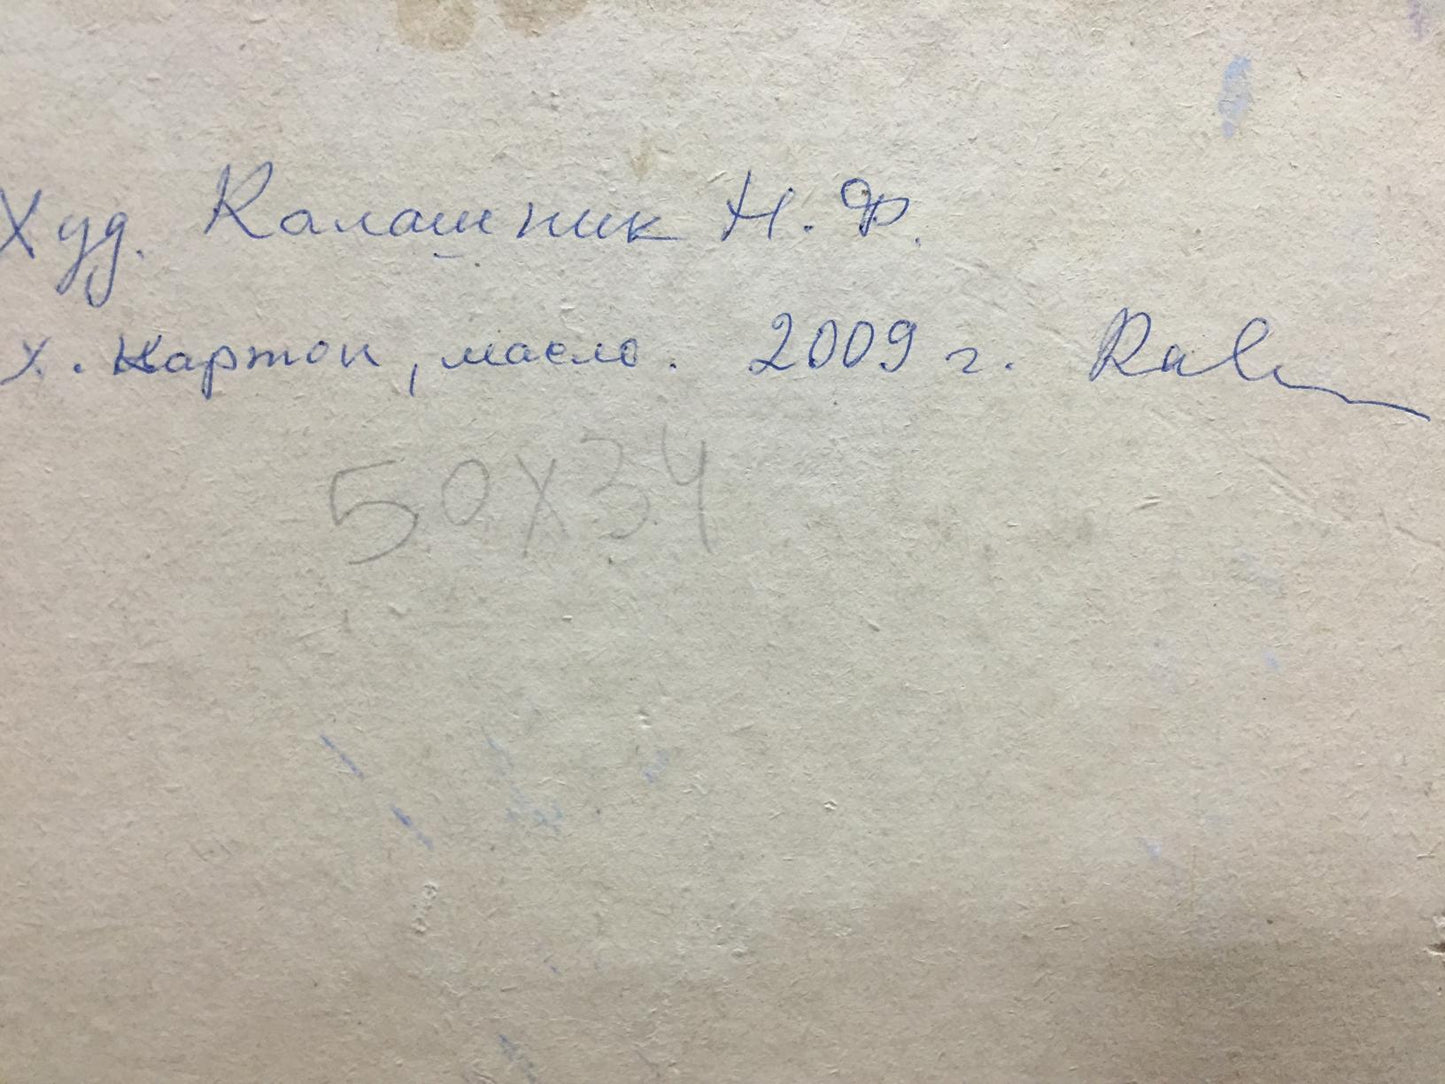 Худ. Калашник Н. Ф.
х. Картон, масло. 2009 г.
50х34